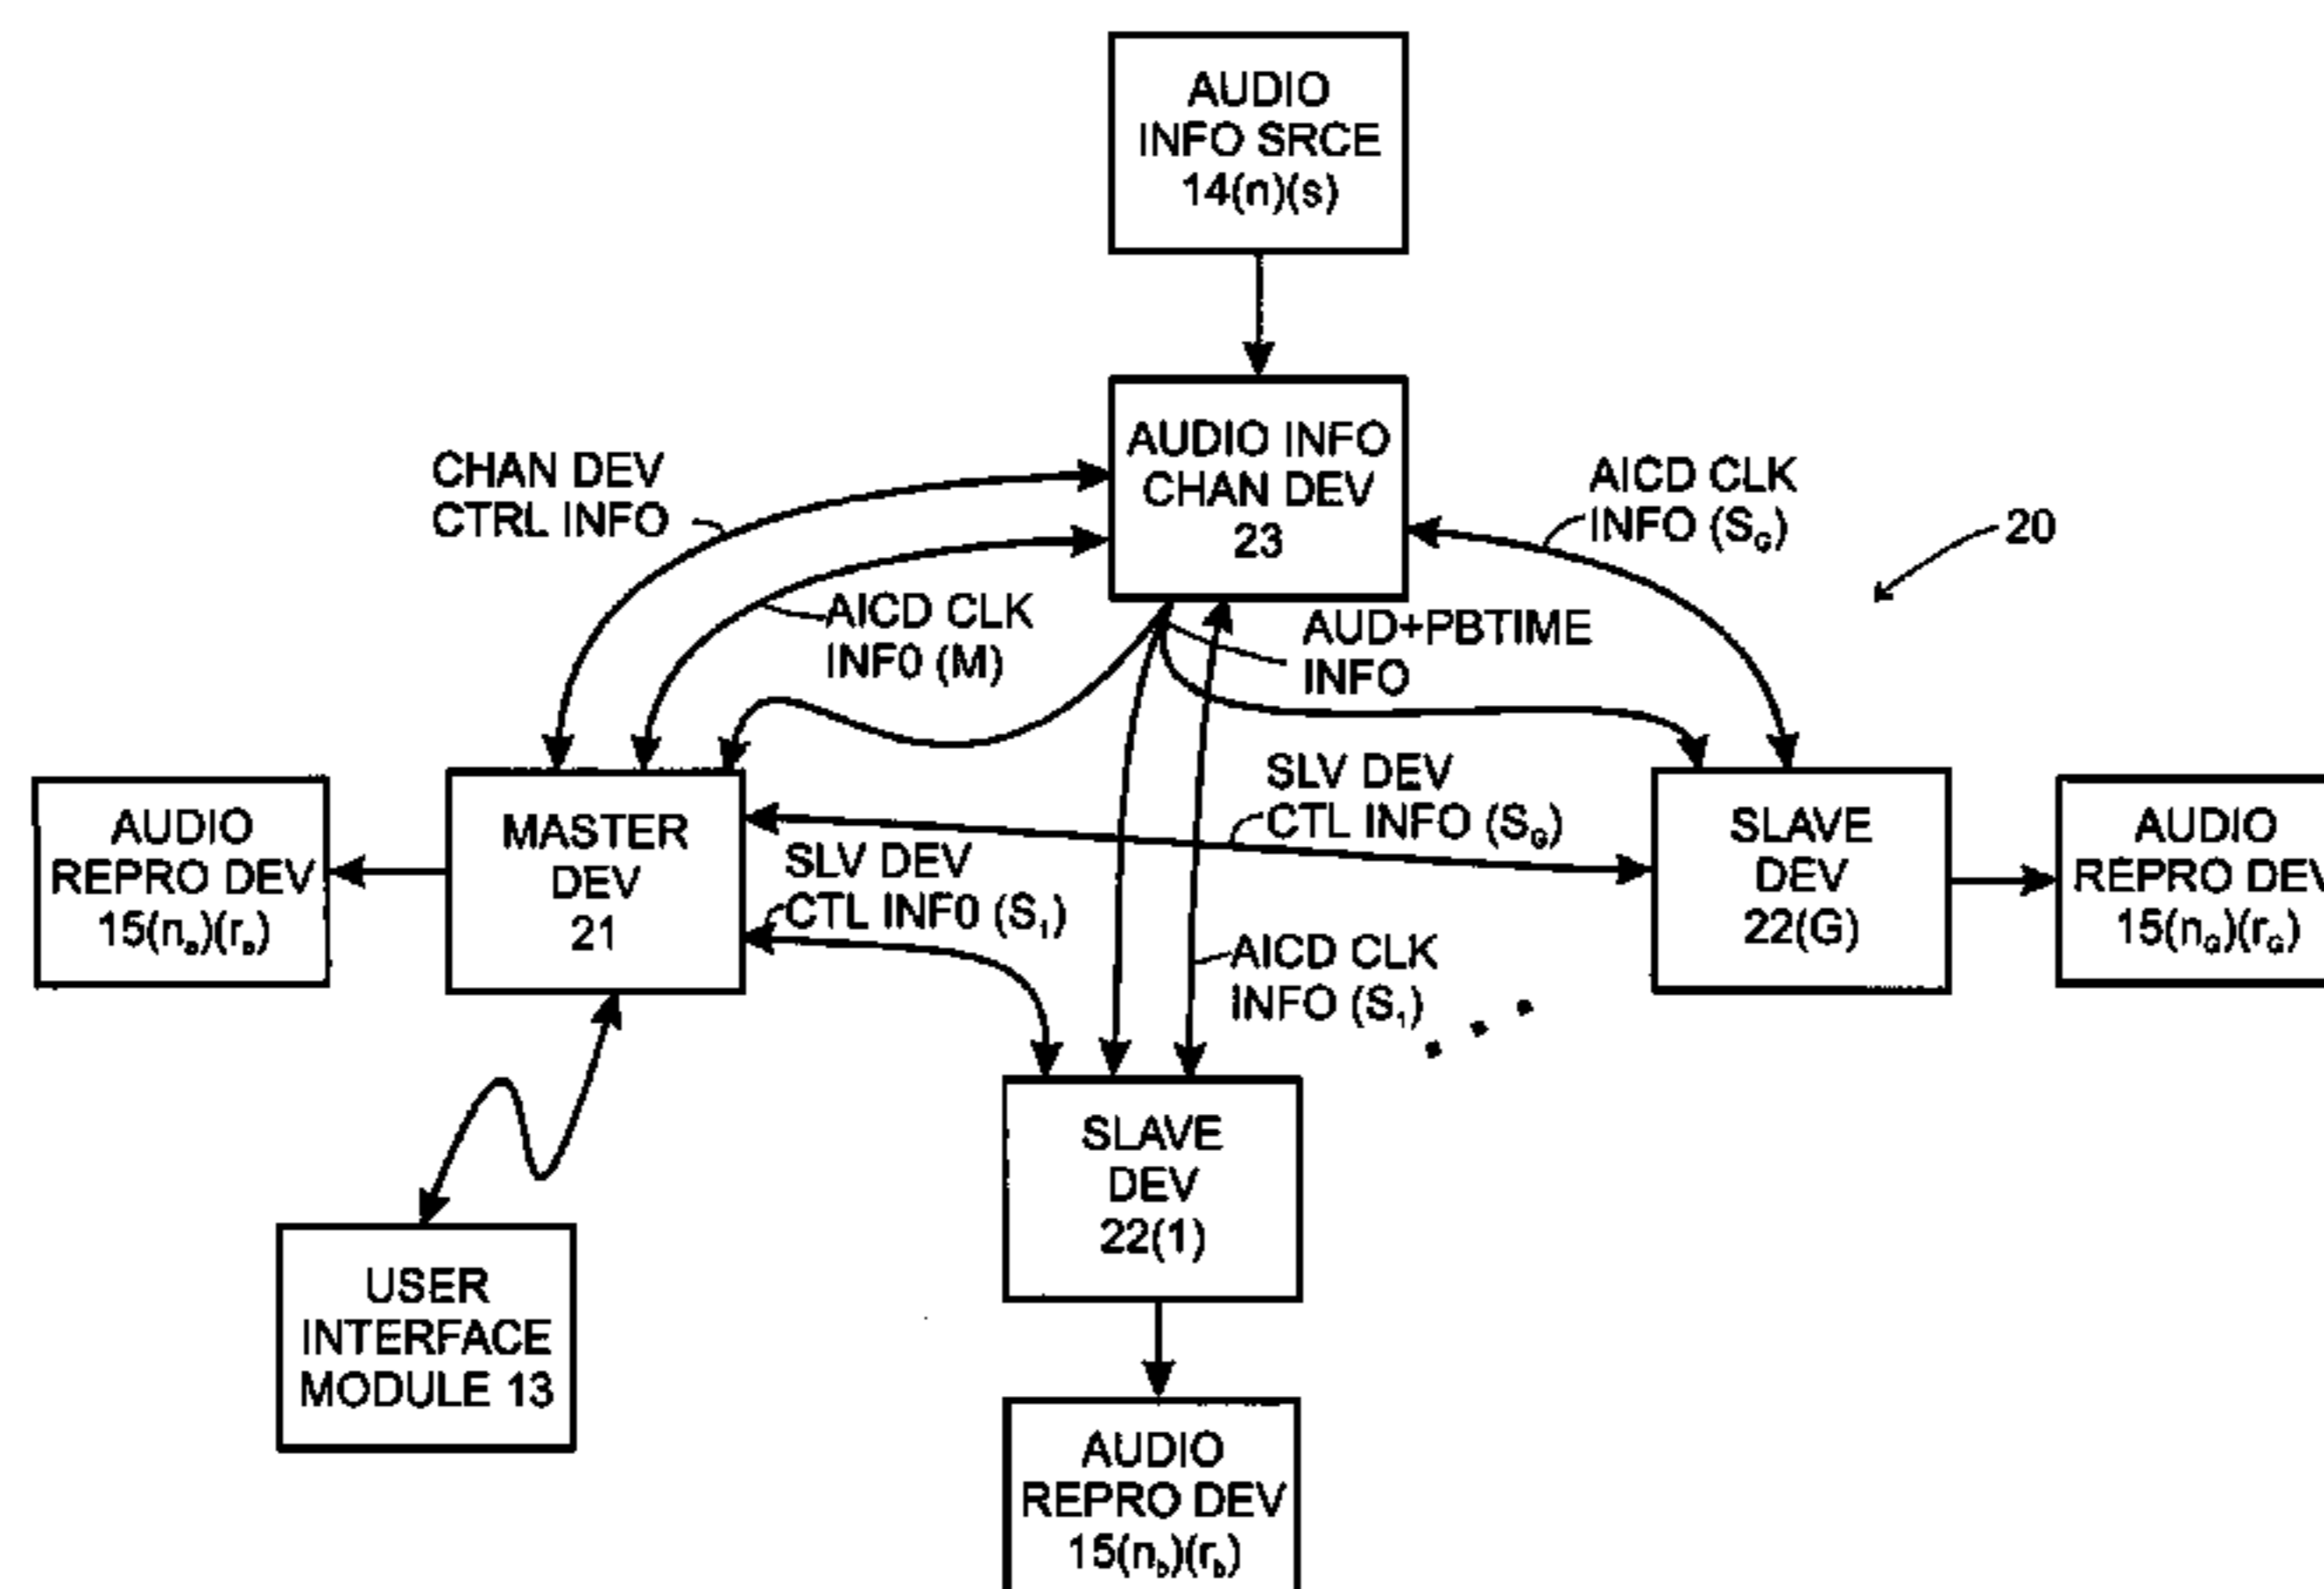 AUDIO
INFO SRCE
14(n)(s)
AUDIO INFO
CHAN DEV
23
CHAN DEV
CTRL INFO
AICD CLK
INFO (S_G)
20
AICD CLK
INF0 (M)
AUD+PBTIME
INFO
AUDIO
REPRO DEV
15(n_a)(r_a)
MASTER
DEV
21
SLV DEV
CTL INFO (S_G)
SLV DEV
CTL INF0 (S_1)
SLAVE
DEV
22(G)
AUDIO
REPRO DEV
15(n_G)(r_G)
AICD CLK
INFO (S_1)
SLAVE
DEV
22(1)
USER
INTERFACE
MODULE 13
AUDIO
REPRO DEV
15(n_b)(r_b)